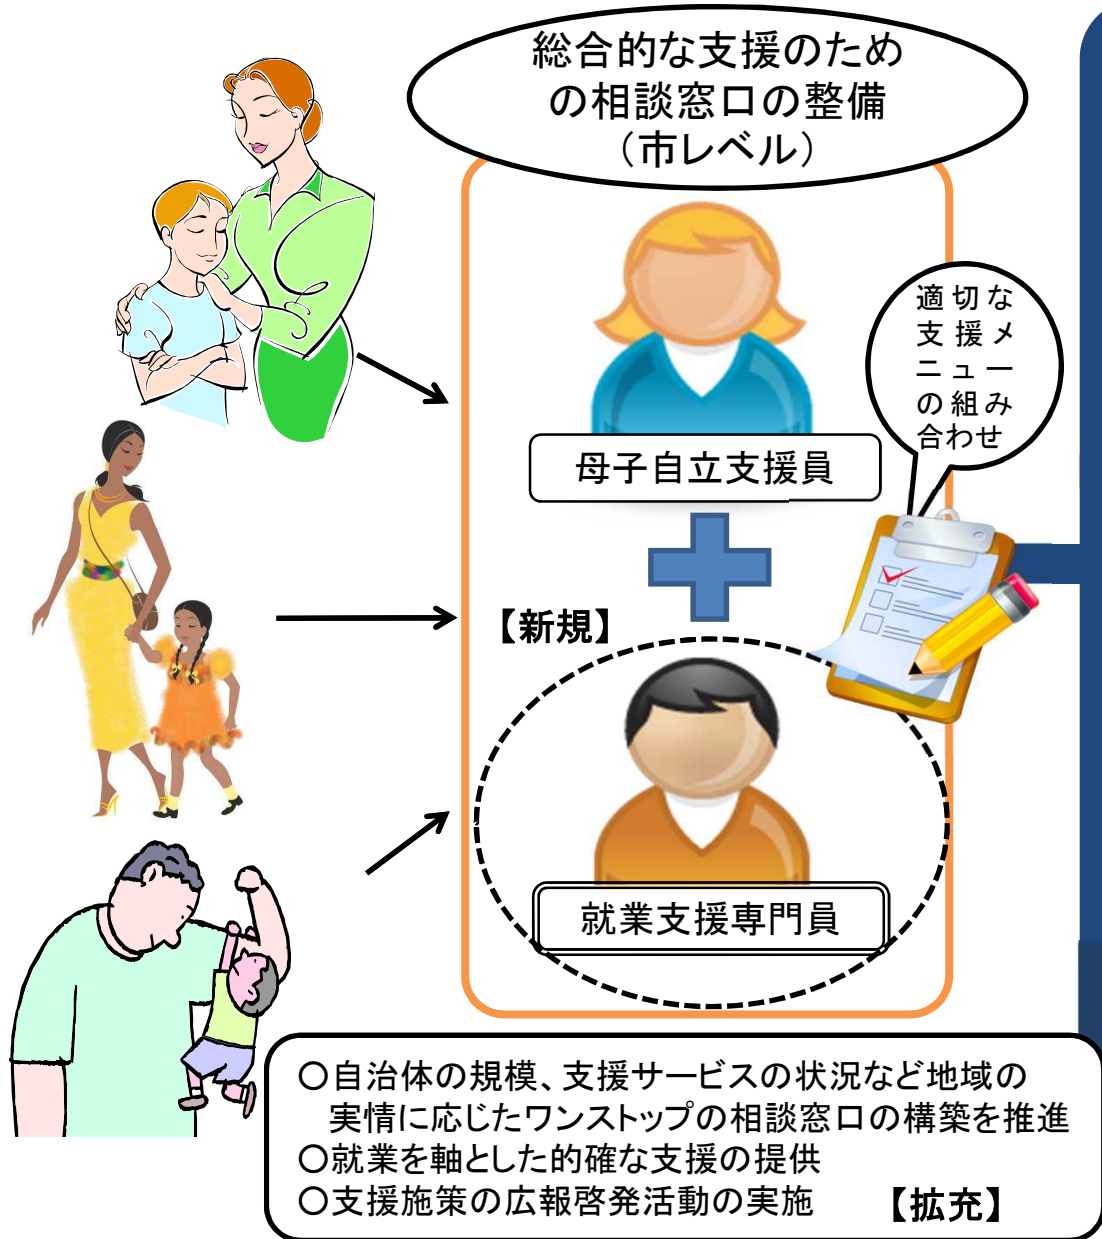 総合的な支援のため
の相談窓口の整備
（市レベル）
適切な
支援メ
ニュー
の組み
合わせ
母子自立支援員
【新規】
就業支援専門員
○自治体の規模、支援サービスの状況など地域の
実情に応じたワンストップの相談窓口の構築を推進
○就業を軸とした的確な支援の提供
○支援施策の広報啓発活動の実施 【拡充】